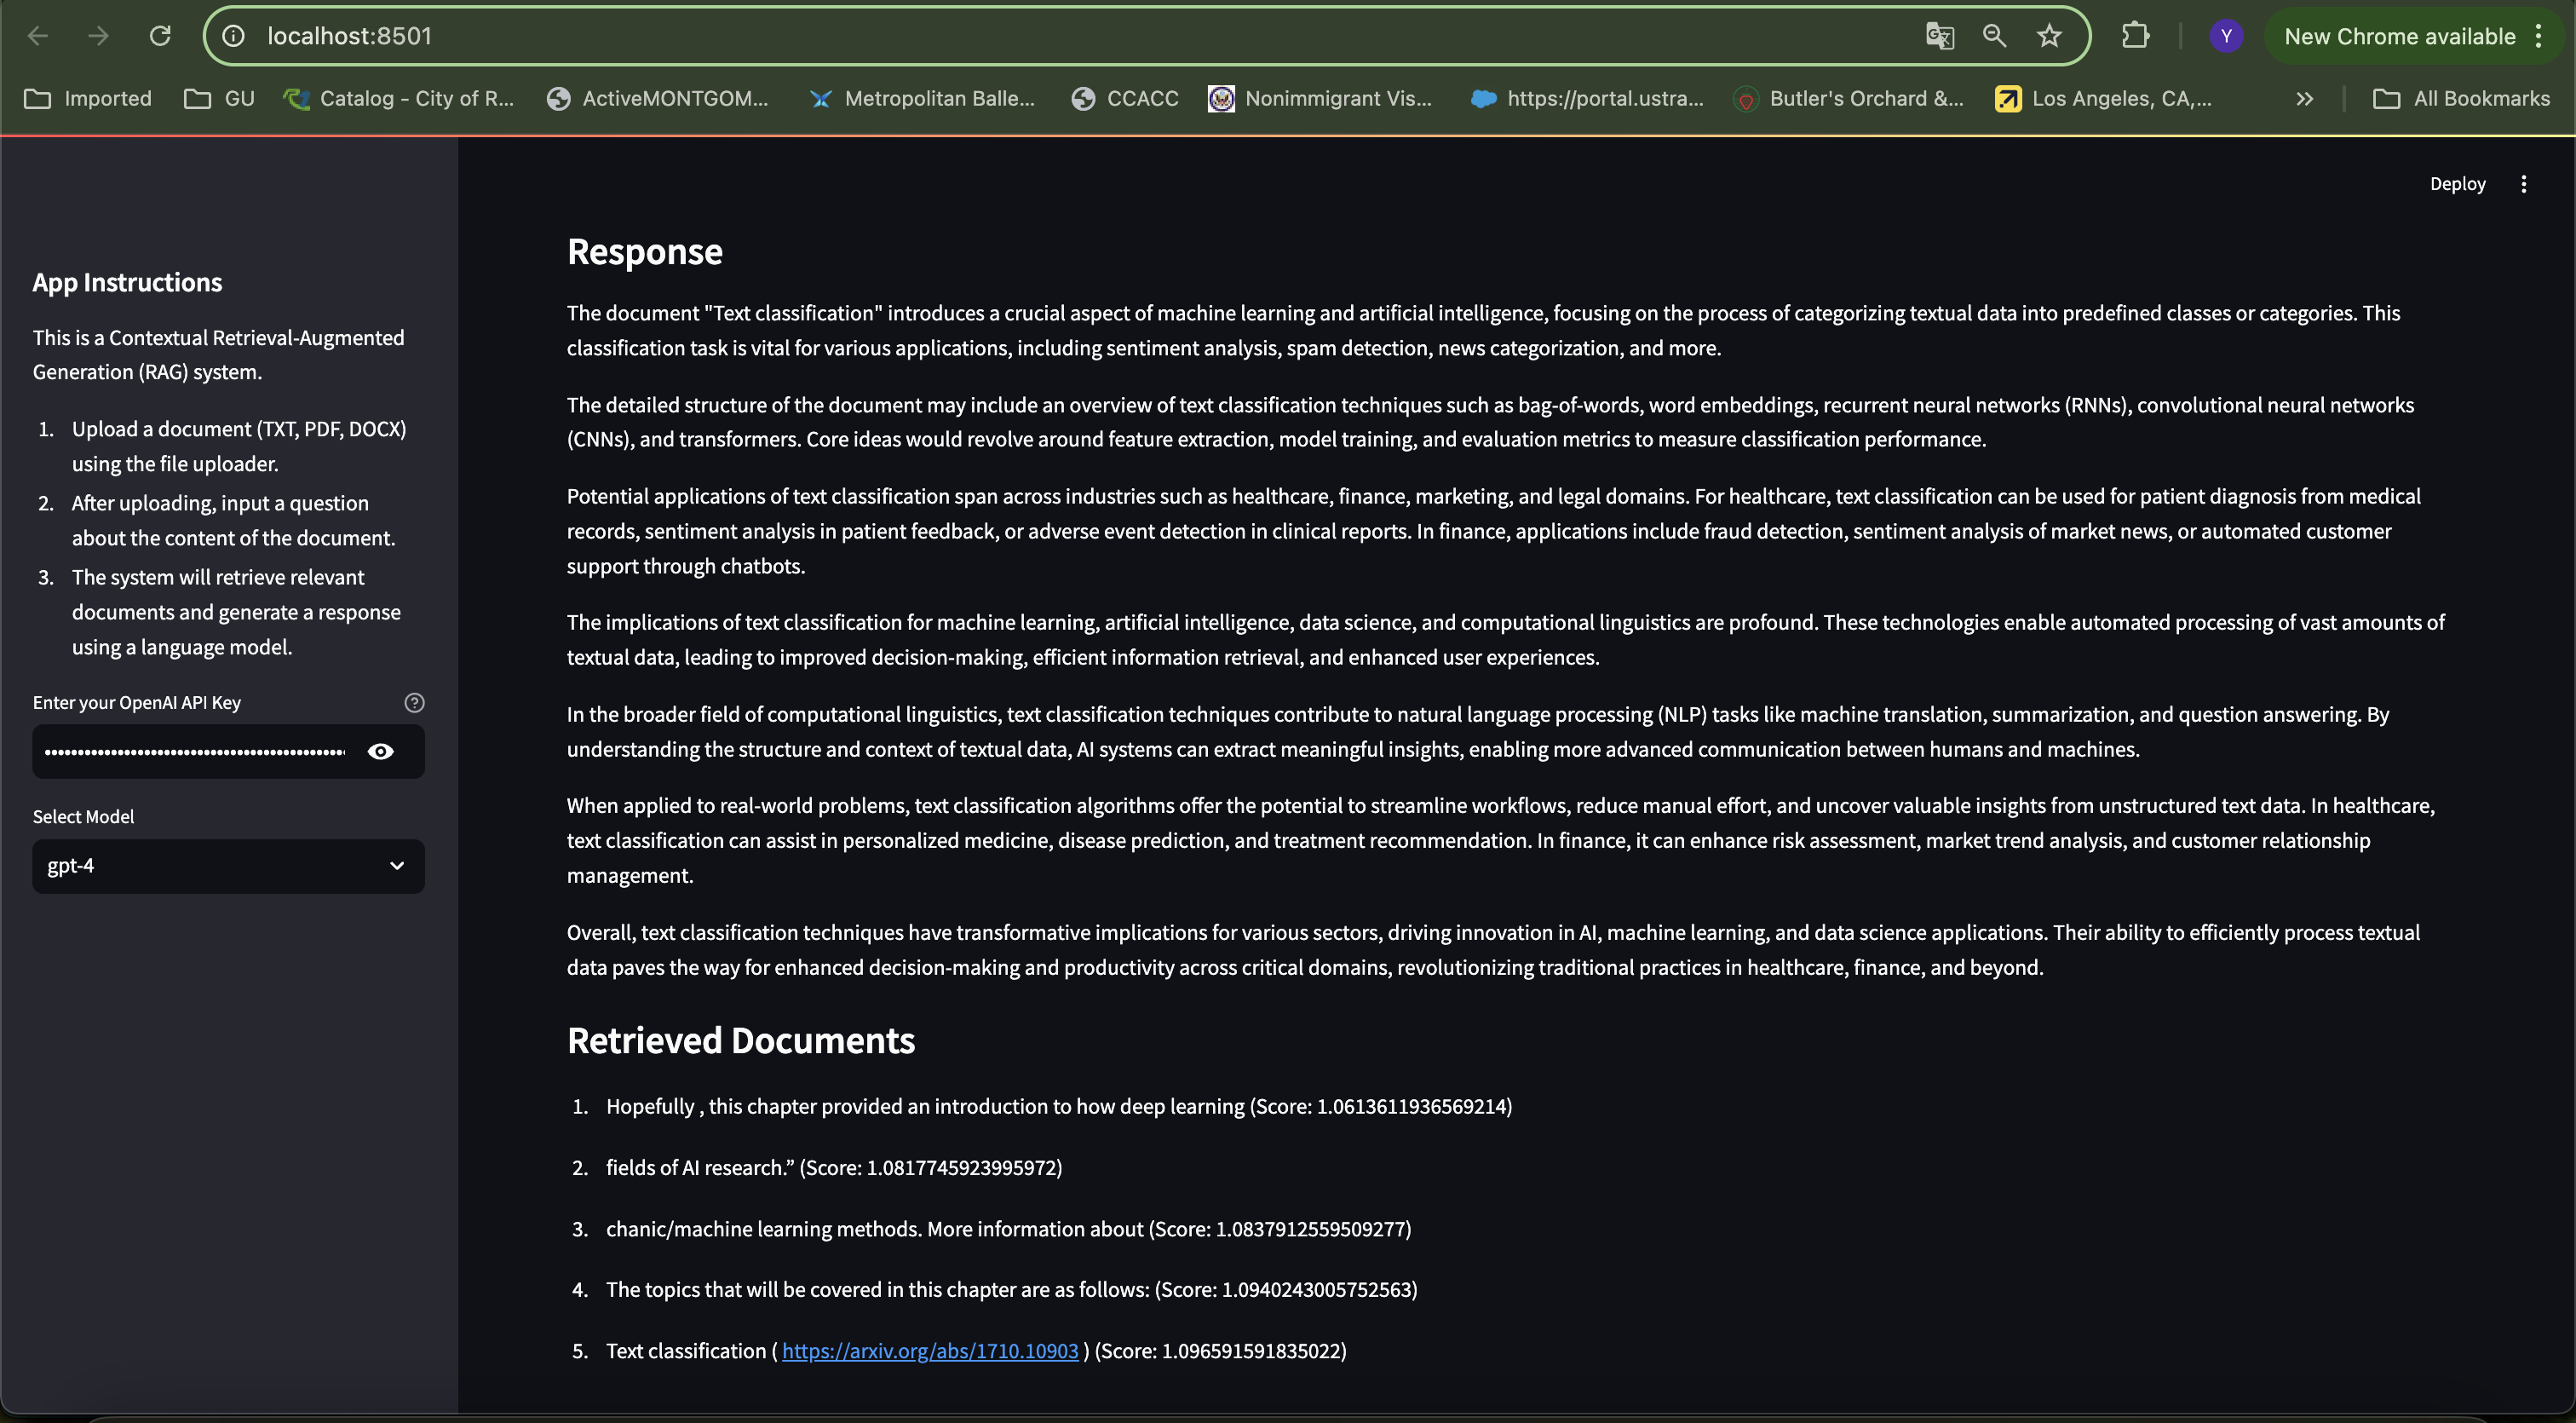 localhost:8501
New Chrome available
Imported
GU
Catalog - City of R...
ActiveMONTGOM...
Metropolitan Balle...
CCACC
Nonimmigrant Vis...
https://portal.ustra...
Butler's Orchard &...
Los Angeles, CA,...
All Bookmarks
Y
Deploy
App Instructions
This is a Contextual Retrieval-Augmented
Generation (RAG) system.
1. Upload a document (TXT, PDF, DOCX)
using the file uploader.
2. After uploading, input a question
about the content of the document.
3. The system will retrieve relevant
documents and generate a response
using a language model.
Enter your OpenAI API Key
Select Model
gpt-4
Response
The document "Text classification" introduces a crucial aspect of machine learning and artificial intelligence, focusing on the process of categorizing textual data into predefined classes or categories. This
classification task is vital for various applications, including sentiment analysis, spam detection, news categorization, and more.
The detailed structure of the document may include an overview of text classification techniques such as bag-of-words, word embeddings, recurrent neural networks (RNNs), convolutional neural networks
(CNNs), and transformers. Core ideas would revolve around feature extraction, model training, and evaluation metrics to measure classification performance.
Potential applications of text classification span across industries such as healthcare, finance, marketing, and legal domains. For healthcare, text classification can be used for patient diagnosis from medical
records, sentiment analysis in patient feedback, or adverse event detection in clinical reports. In finance, applications include fraud detection, sentiment analysis of market news, or automated customer
support through chatbots.
The implications of text classification for machine learning, artificial intelligence, data science, and computational linguistics are profound. These technologies enable automated processing of vast amounts of
textual data, leading to improved decision-making, efficient information retrieval, and enhanced user experiences.
In the broader field of computational linguistics, text classification techniques contribute to natural language processing (NLP) tasks like machine translation, summarization, and question answering. By
understanding the structure and context of textual data, AI systems can extract meaningful insights, enabling more advanced communication between humans and machines.
When applied to real-world problems, text classification algorithms offer the potential to streamline workflows, reduce manual effort, and uncover valuable insights from unstructured text data. In healthcare,
text classification can assist in personalized medicine, disease prediction, and treatment recommendation. In finance, it can enhance risk assessment, market trend analysis, and customer relationship
management.
Overall, text classification techniques have transformative implications for various sectors, driving innovation in AI, machine learning, and data science applications. Their ability to efficiently process textual
data paves the way for enhanced decision-making and productivity across critical domains, revolutionizing traditional practices in healthcare, finance, and beyond.
Retrieved Documents
1. Hopefully , this chapter provided an introduction to how deep learning (Score: 1.0613611936569214)
2. fields of AI research.” (Score: 1.0817745923995972)
3. chanic/machine learning methods. More information about (Score: 1.0837912559509277)
4. The topics that will be covered in this chapter are as follows: (Score: 1.0940243005752563)
5. Text classification ( https://arxiv.org/abs/1710.10903 ) (Score: 1.096591591835022)